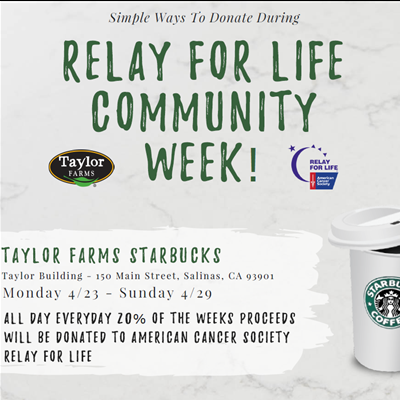 Simple Ways To Donate During
RELAY FOR LIFE
COMMUNITY
WEEK!
Taylor
FARMS
RELAY
FOR LIFE
American
Cancer
Society
TAYLOR FARMS STARBUCKS
Taylor Building - 150 Main Street, Salinas, CA 93901
Monday 4/23 - Sunday 4/29
ALL DAY EVERYDAY 20% OF THE WEEKS PROCEEDS
WILL BE DONATED TO AMERICAN CANCER SOCIETY
RELAY FOR LIFE
STARBU
COFFE